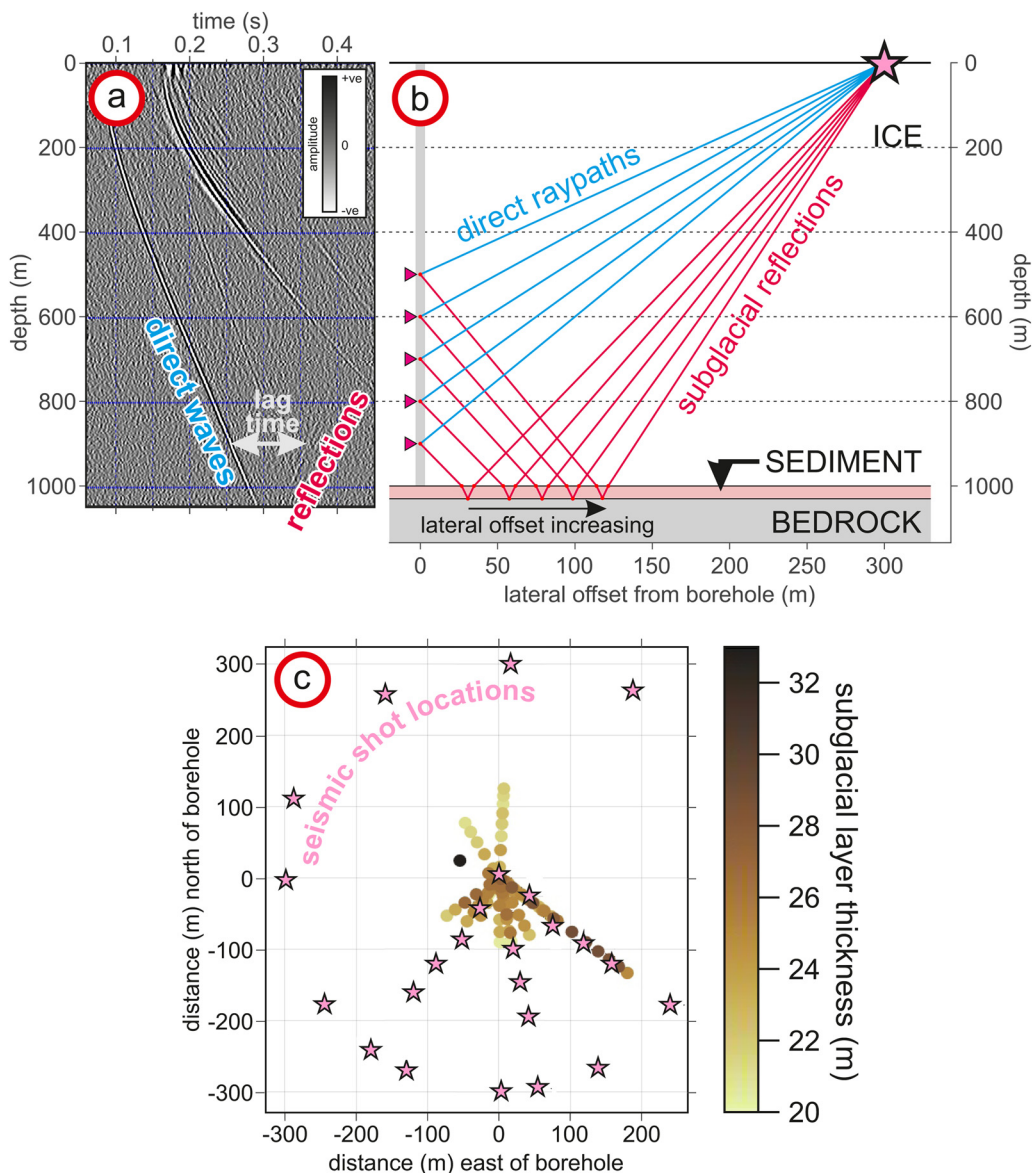 time (s)
0.1 0.2 0.3 0.4
0
200
400
600
800
1000
depth (m)
a
+ve
0
-ve
amplitude
direct waves
lag
time
reflections
b
ICE
direct raypaths
subglacial reflections
SEDIMENT
BEDROCK
lateral offset increasing
0
200
400
600
800
1000
depth (m)
0 50 100 150 200 250 300
lateral offset from borehole (m)
c
seismic shot locations
300
200
100
0
-100
-200
-300
distance (m) north of borehole
-300 -200 -100 0 100 200
distance (m) east of borehole
32
30
28
26
24
22
20
subglacial layer thickness (m)